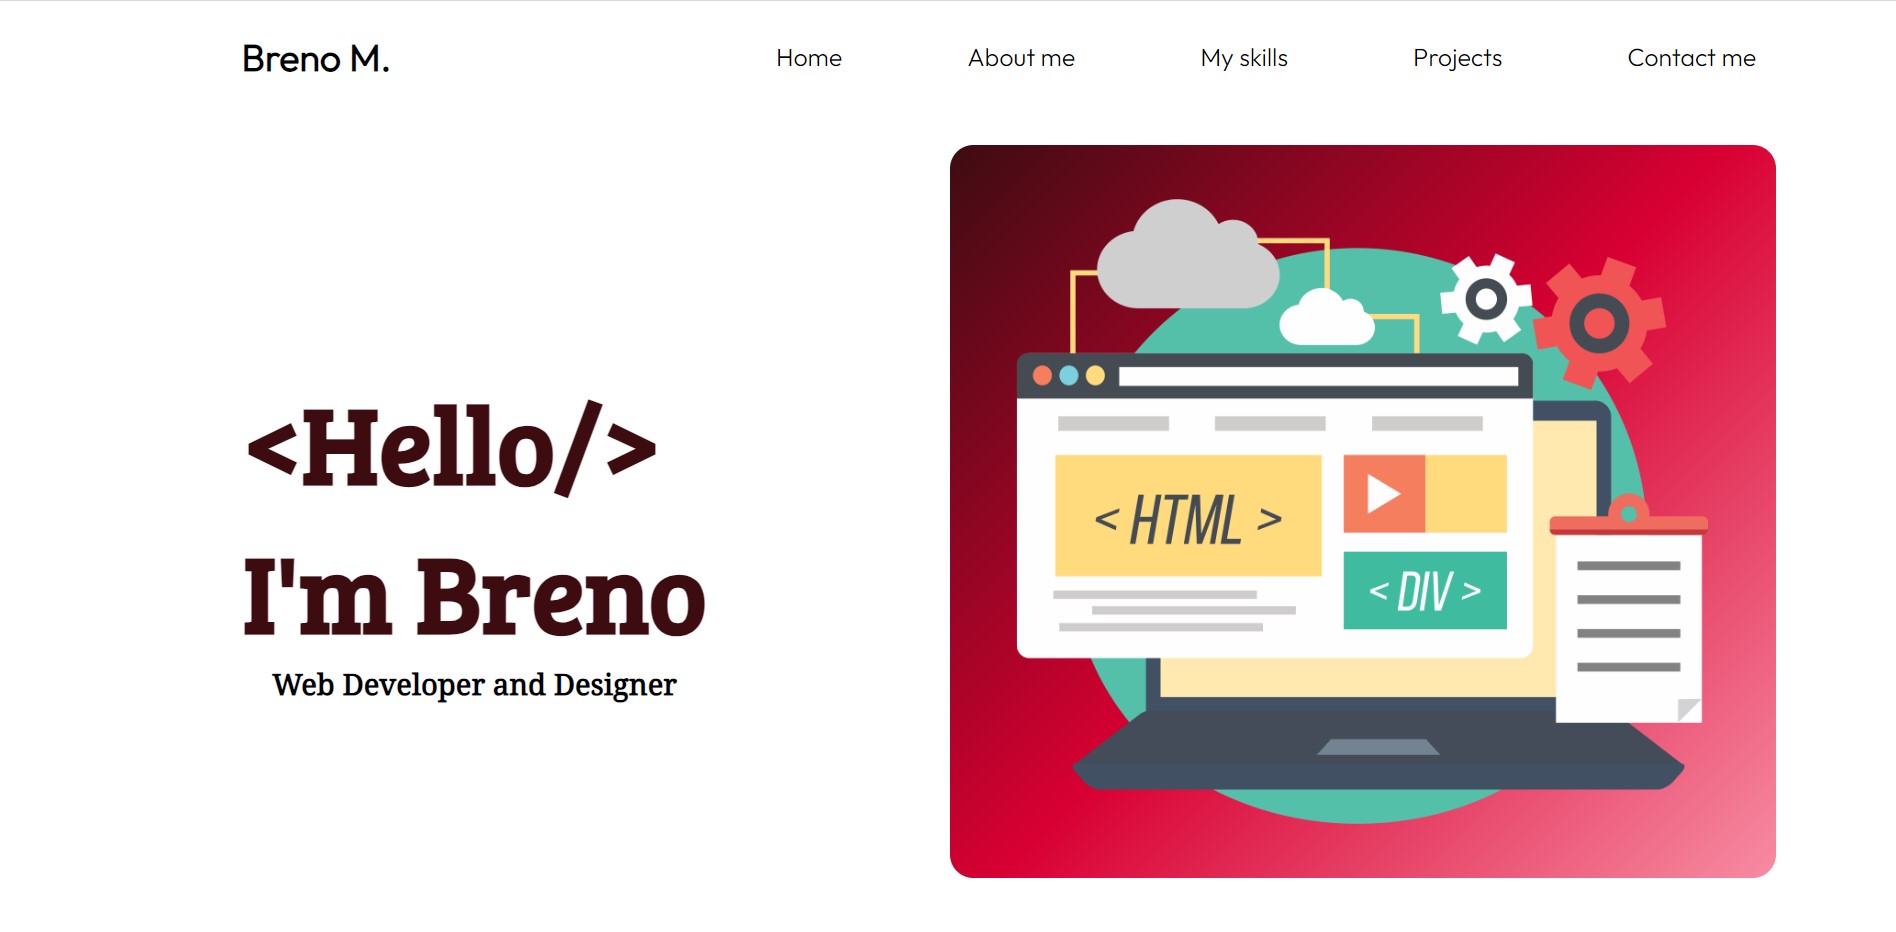 Breno M.
Home About me My skills Projects Contact me
<Hello/>
I'm Breno
Web Developer and Designer
< HTML >
< DIV >